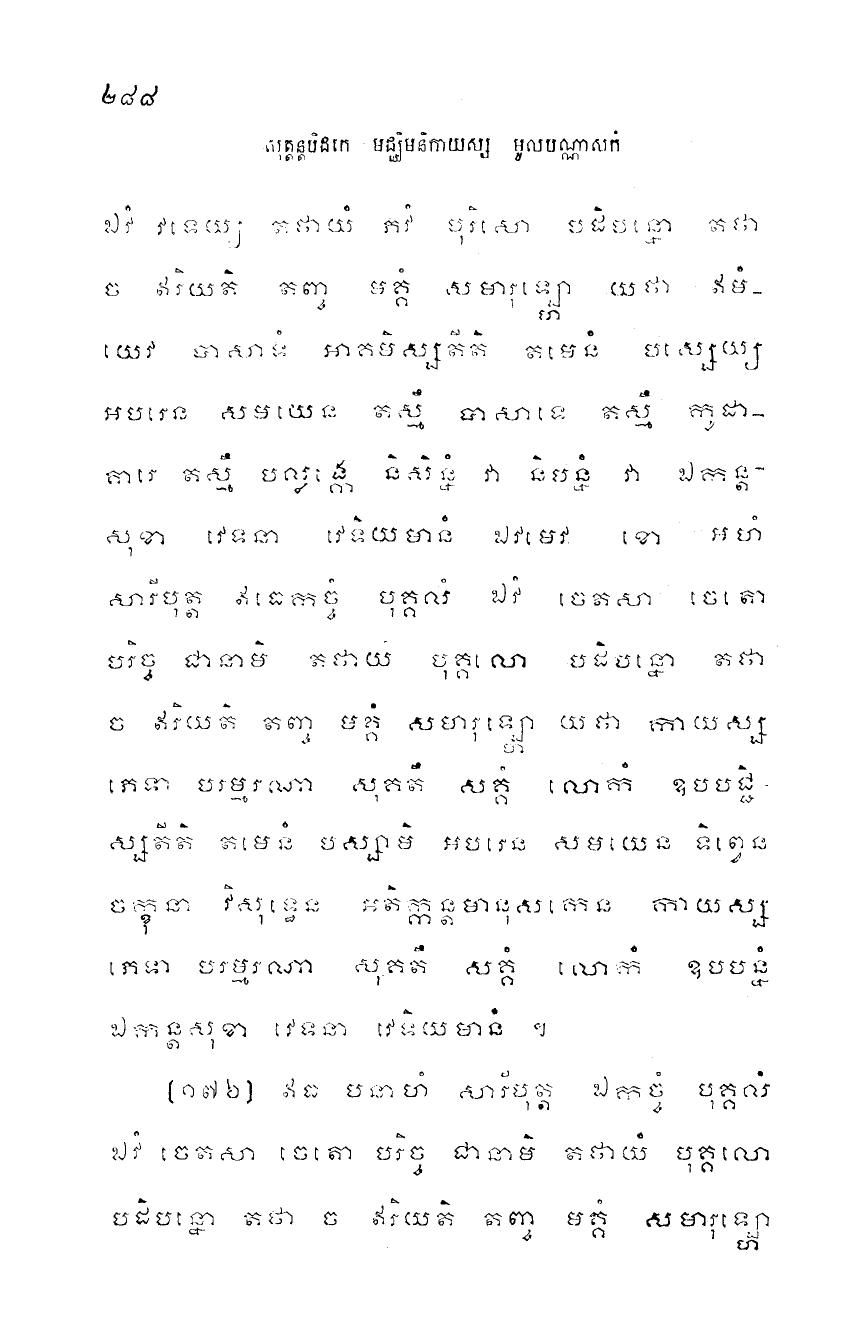 ២៨៨
សុត្តន្តបិដកេ មជ្ឈិមនិកាយស្ស មូលបណ្ណាសកំ
ឯវំ វទេយ្យ តថាយំ ភវំ បុរិសោ បដិបន្នោ តថា
ច ឥរិយតិ តញ្ច មគ្គំ សមារុឡ្ហោ យថា ឥមំ-
យេវ បាសាទំ អាគមិស្សតីតិ តមេនំ បស្សេយ្យ
អបរេន សមយេន តស្មឹ បាសាទេ តស្មឹ កូដា-
គារេ តស្មឹ បល្លង្កេ និសិន្នំ វា និបន្នំ វា ឯកន្ត-
សុខា វេទនា វេទិយមានំ ឯវមេវ ខោ អហំ
សារីបុត្ត ឥធេកច្ចំ បុគ្គលំ ឯវំ ចេតសា ចេតោ
បរិច្ច ជានាមិ តថាយំ បុគ្គលោ បដិបន្នោ តថា
ច ឥរិយតិ តញ្ច មគ្គំ សមារុឡ្ហោ យថា កាយស្ស
ភេទា បរម្មរណា សុគតឹ សគ្គំ លោកំ ឧបបជ្ជិ-
ស្សតីតិ តមេនំ បស្សាមិ អបរេន សមយេន ទិព្វេន
ចក្ខុនា វិសុទ្ធេន អតិក្កន្តមានុសកេន កាយស្ស
ភេទា បរម្មរណា សុគតឹ សគ្គំ លោកំ ឧបបន្នំ
ឯកន្តសុខា វេទនា វេទិយមានំ ។
[១៧៦] ឥធ បនាហំ សារីបុត្ត ឯកច្ចំ បុគ្គលំ
ឯវំ ចេតសា ចេតោ បរិច្ច ជានាមិ តថាយំ បុគ្គលោ
បដិបន្នោ តថា ច ឥរិយតិ តញ្ច មគ្គំ សមារុឡ្ហោ